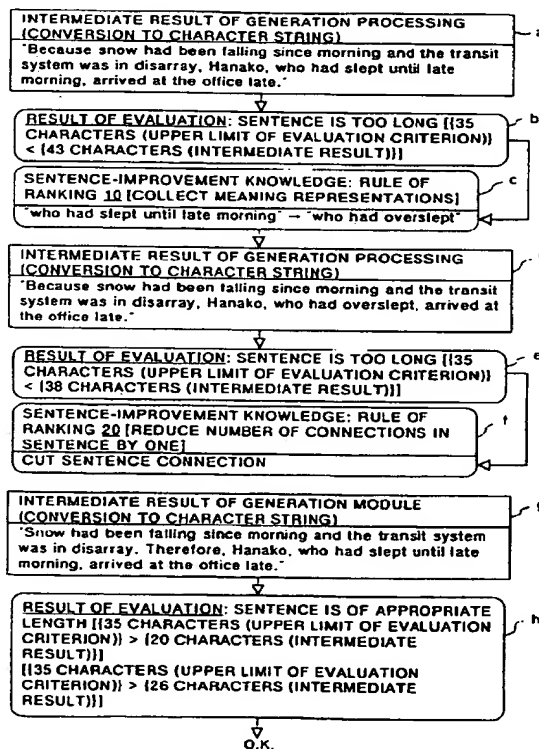 INTERMEDIATE RESULT OF GENERATION PROCESSING
(CONVERSION TO CHARACTER STRING)
a
"Because snow had been falling since morning and the transit
system was in disarray, Hanako, who had slept until late
morning, arrived at the office late."
RESULT OF EVALUATION: SENTENCE IS TOO LONG [{35
CHARACTERS (UPPER LIMIT OF EVALUATION CRITERION)}
< {43 CHARACTERS (INTERMEDIATE RESULT)}]
b
SENTENCE-IMPROVEMENT KNOWLEDGE: RULE OF
RANKING 10 [COLLECT MEANING REPRESENTATIONS]
c
"who had slept until late morning" → "who had overslept"
INTERMEDIATE RESULT OF GENERATION PROCESSING
(CONVERSION TO CHARACTER STRING)
"Because snow had been falling since morning and the transit
system was in disarray, Hanako, who had overslept, arrived at
the office late."
RESULT OF EVALUATION: SENTENCE IS TOO LONG [{35
CHARACTERS (UPPER LIMIT OF EVALUATION CRITERION)}
< {38 CHARACTERS (INTERMEDIATE RESULT)}]
e
SENTENCE-IMPROVEMENT KNOWLEDGE: RULE OF
RANKING 20 [REDUCE NUMBER OF CONNECTIONS IN
SENTENCE BY ONE]
f
CUT SENTENCE CONNECTION
INTERMEDIATE RESULT OF GENERATION MODULE
(CONVERSION TO CHARACTER STRING)
g
"Snow had been falling since morning and the transit system
was in disarray. Therefore, Hanako, who had slept until late
morning, arrived at the office late."
RESULT OF EVALUATION: SENTENCE IS OF APPROPRIATE
LENGTH [{35 CHARACTERS (UPPER LIMIT OF EVALUATION
CRITERION)} > {20 CHARACTERS (INTERMEDIATE
RESULT)}]
[{35 CHARACTERS (UPPER LIMIT OF EVALUATION
CRITERION)} > {26 CHARACTERS (INTERMEDIATE
RESULT)}]
h
O.K.